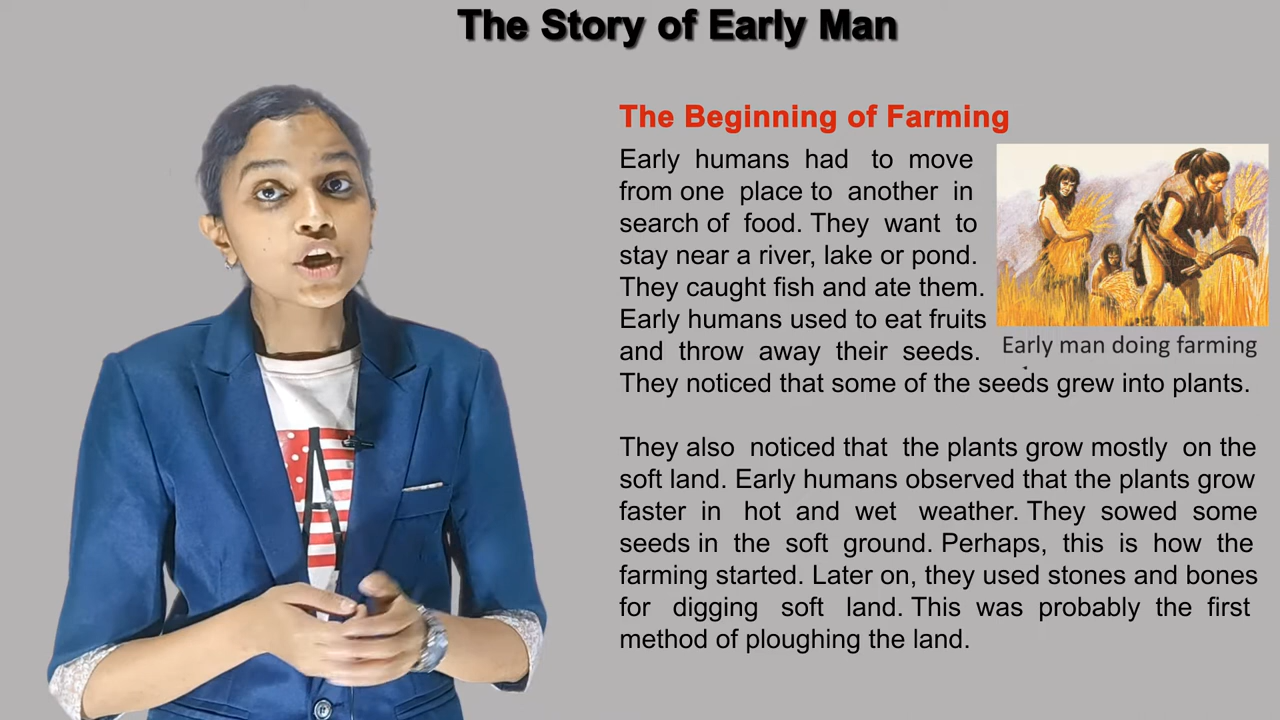 The Story of Early Man
The Beginning of Farming
Early humans had to move
from one place to another in
search of food. They want to
stay near a river, lake or pond.
They caught fish and ate them.
Early humans used to eat fruits
and throw away their seeds.
Early man doing farming
They noticed that some of the seeds grew into plants.
They also noticed that the plants grow mostly on the
soft land. Early humans observed that the plants grow
faster in hot and wet weather. They sowed some
seeds in the soft ground. Perhaps, this is how the
farming started. Later on, they used stones and bones
for digging soft land. This was probably the first
method of ploughing the land.